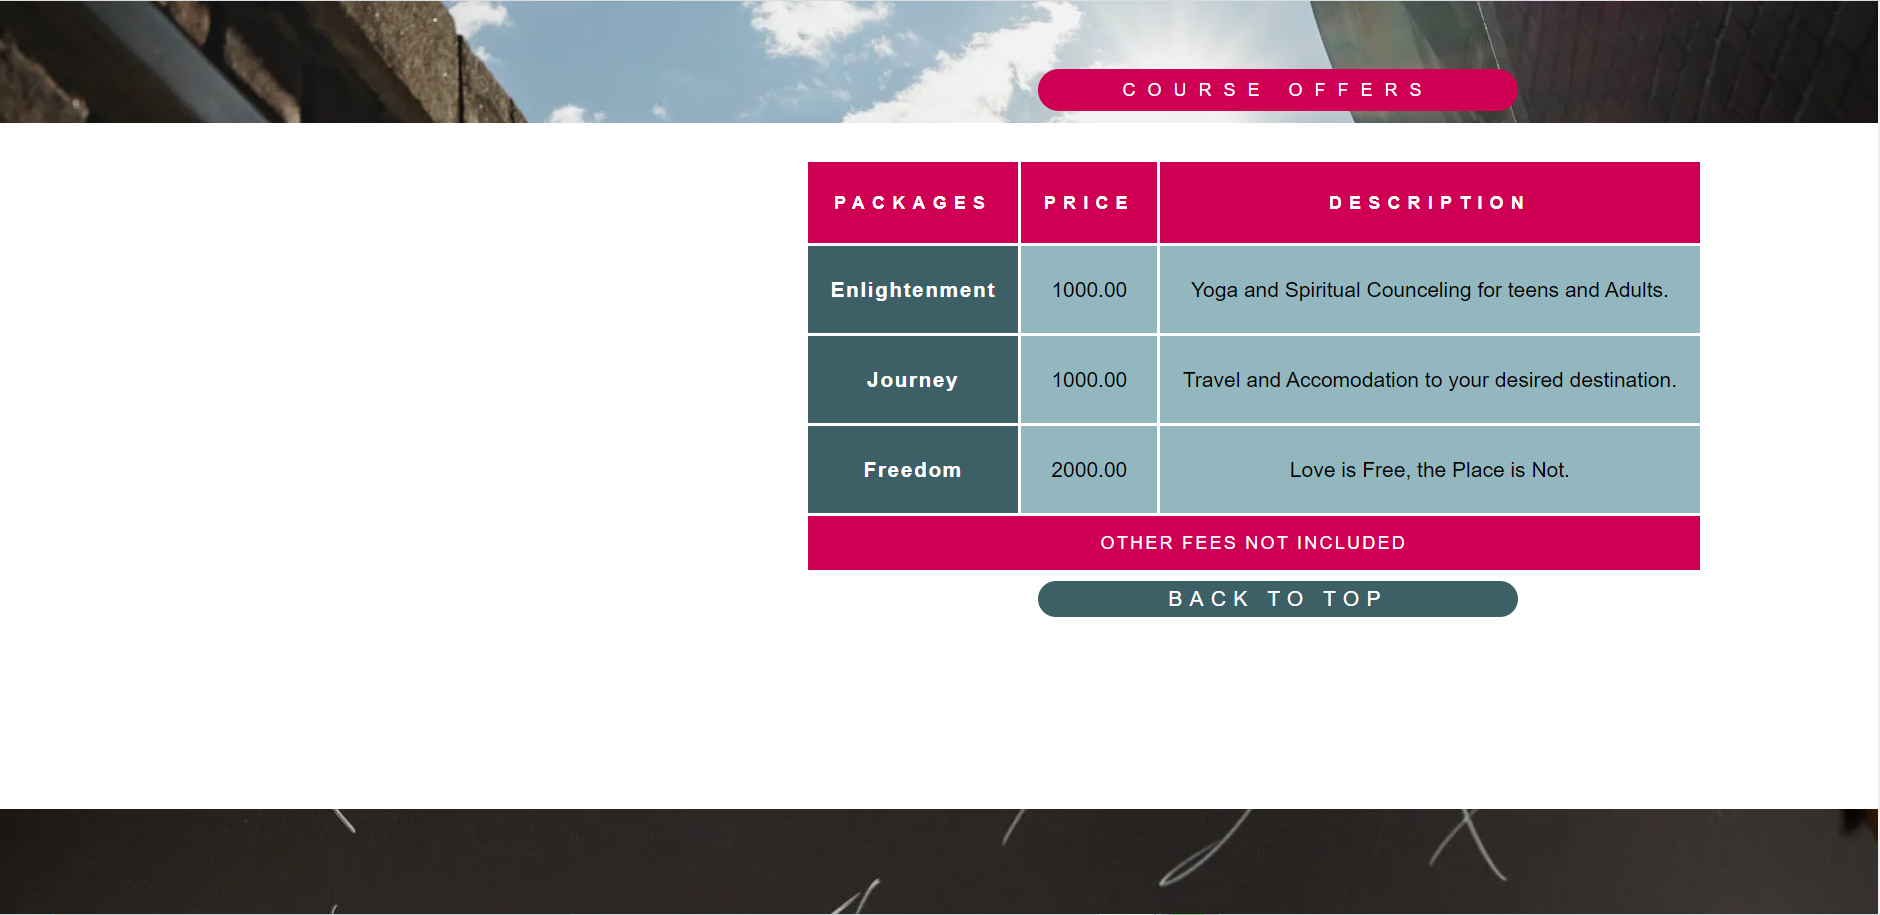 COURSE OFFERS
PACKAGES PRICE DESCRIPTION
Enlightenment 1000.00 Yoga and Spiritual Counceling for teens and Adults.
Journey 1000.00 Travel and Accomodation to your desired destination.
Freedom 2000.00 Love is Free, the Place is Not.
OTHER FEES NOT INCLUDED
BACK TO TOP